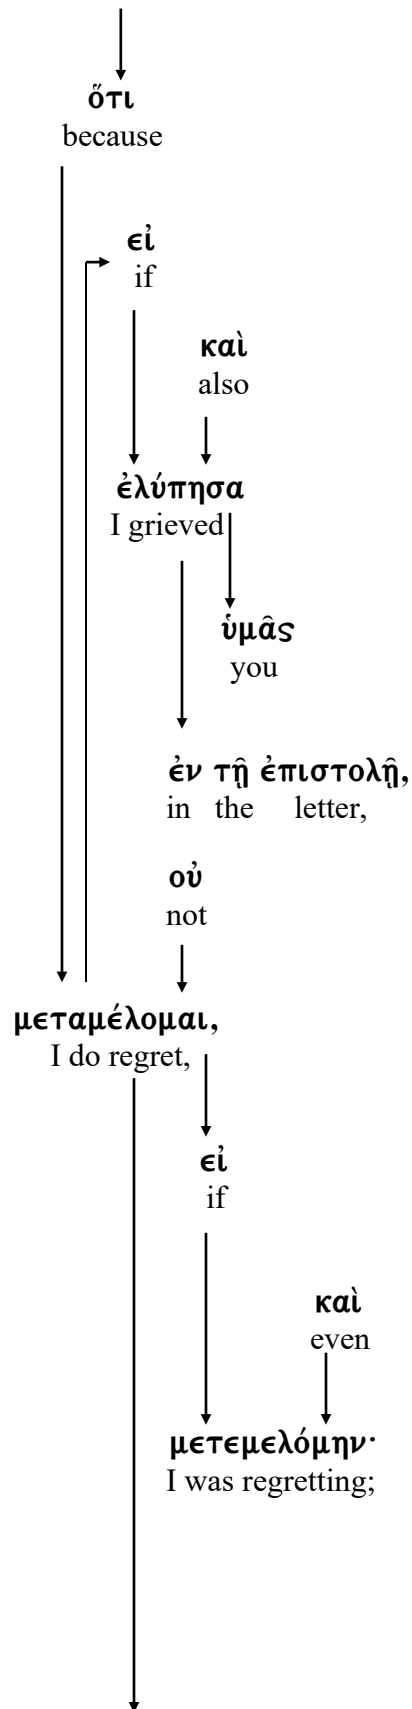 ὅτι
because
εἰ
if
καὶ
also
ἐλύπησα
I grieved
ὑμᾶς
you
ἐν τῇ ἐπιστολῇ,
in the letter,
οὐ
not
μεταμέλομαι,
I do regret,
εἰ
if
καὶ
even
μετεμελόμην·
I was regretting;